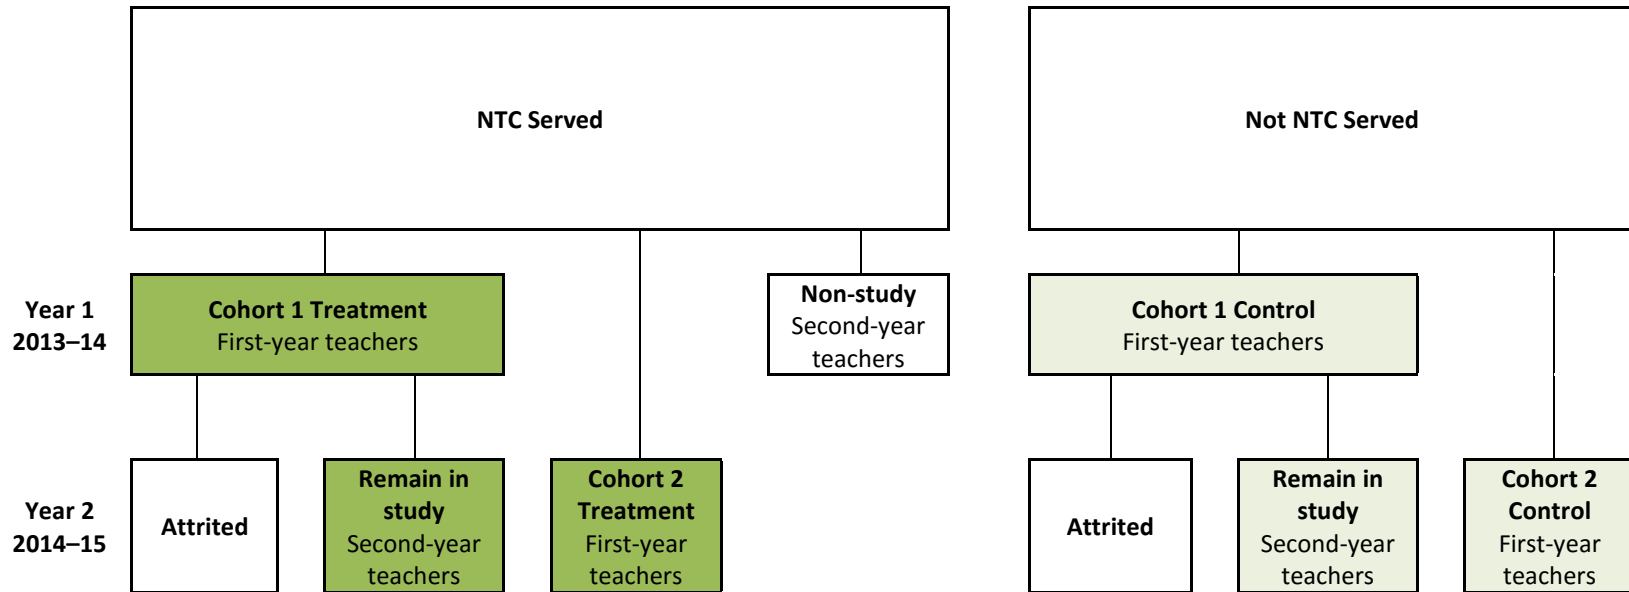 NTC Served
Not NTC Served
Year 1
2013–14
Cohort 1 Treatment
First-year teachers
Non-study
Second-year
teachers
Cohort 1 Control
First-year teachers
Year 2
2014–15
Attrited
Remain in
study
Second-year
teachers
Cohort 2
Treatment
First-year
teachers
Attrited
Remain in
study
Second-year
teachers
Cohort 2
Control
First-year
teachers